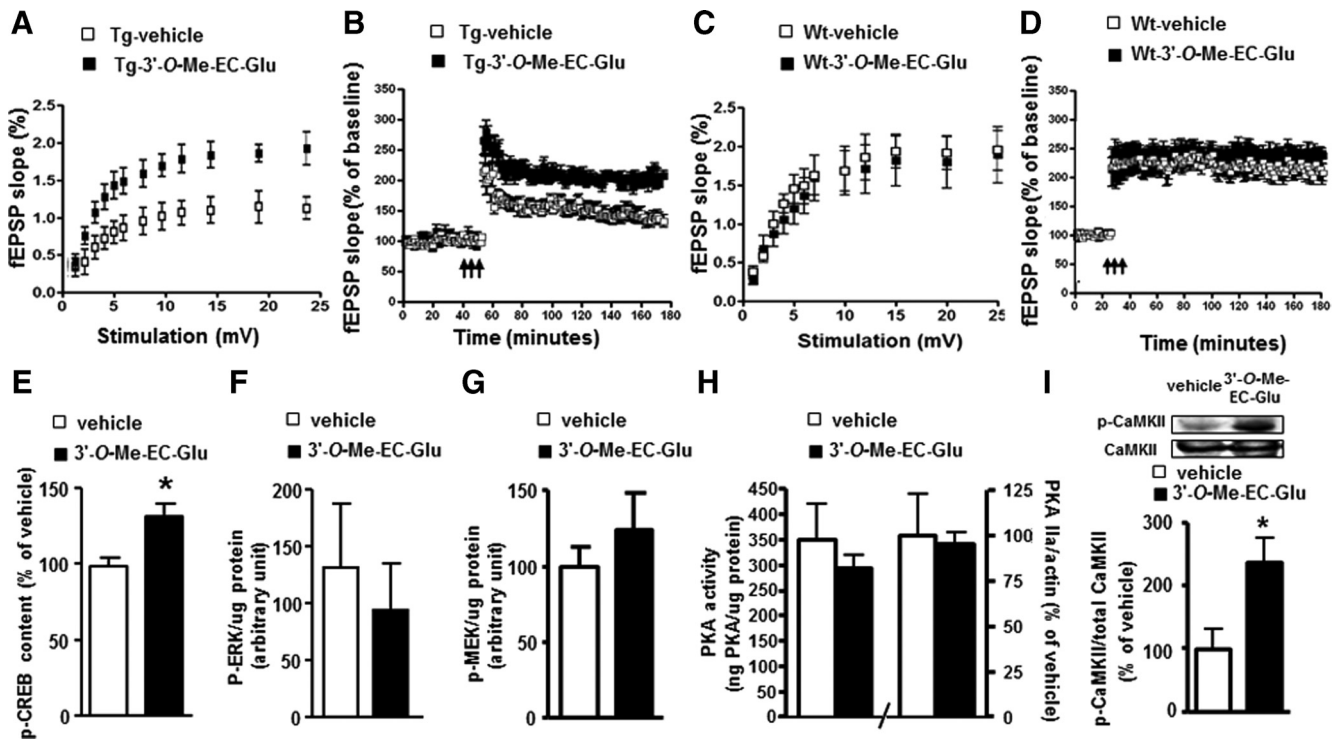 A
Tg-vehicle
Tg-3'-O-Me-EC-Glu
fEPSP slope (%)
2.5
2.0
1.5
1.0
0.5
0.0
0 5 10 15 20 25
Stimulation (mV)
B
Tg-vehicle
Tg-3'-O-Me-EC-Glu
fEPSP slope (% of baseline)
350
300
250
200
150
100
50
0
0 20 40 60 80 100 120 140 160 180
Time (minutes)
C
Wt-vehicle
Wt-3'-O-Me-EC-Glu
fEPSP slope (%)
2.5
2.0
1.5
1.0
0.5
0.0
0 5 10 15 20 25
Stimulation (mV)
D
Wt-vehicle
Wt-3'-O-Me-EC-Glu
fEPSP slope(% of baseline)
350
300
250
200
150
100
50
0
0 20 40 60 80 100 120 140 160 180
Time (minutes)
E
vehicle
3'-O-Me-EC-Glu
p-CREB content (% of vehicle)
150
100
50
0
*
F
vehicle
3'-O-Me-EC-Glu
P-ERK/ug protein
(arbitrary unit)
200
150
100
50
0
G
vehicle
3'-O-Me-EC-Glu
p-MEK/ug protein
(arbitrary unit)
150
100
50
0
H
vehicle
3'-O-Me-EC-Glu
PKA activity
(ng PKA/ug protein)
450
400
350
300
250
200
150
100
50
0
125
100
75
50
25
0
PKA IIa/actin (% of vehicle)
I
vehicle
3'-O-Me-
EC-Glu
p-CaMKII
CaMKII
vehicle
3'-O-Me-EC-Glu
p-CaMKII/total CaMKII
(% of vehicle)
300
200
100
0
*